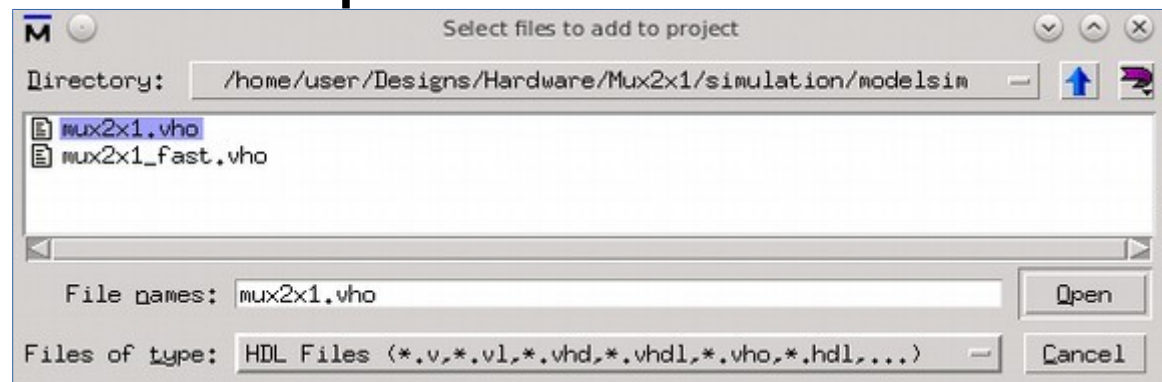 Select files to add to project
Directory: /home/user/Designs/Hardware/Mux2x1/simulation/modelsim
mux2x1.vho
mux2x1_fast.vho
File names: mux2x1.vho Open
Files of type: HDL Files (*.v,*.vl,*.vhd,*.vhdl,*.vho,*.hdl,...) Cancel